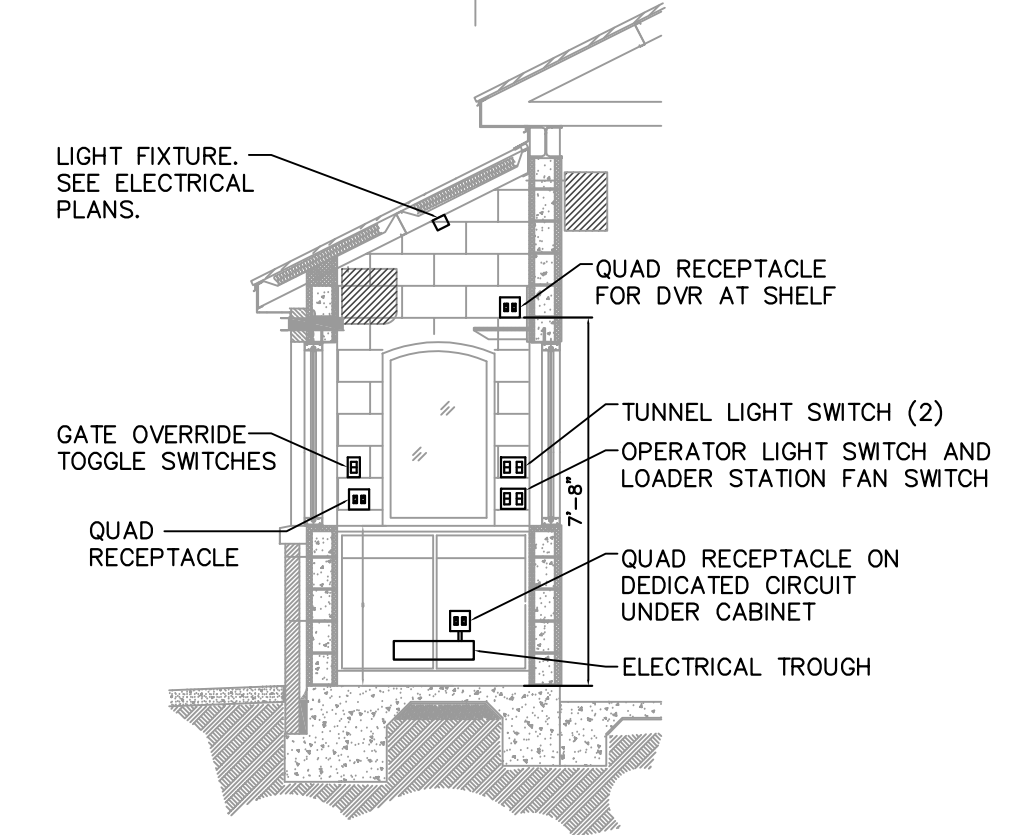 LIGHT FIXTURE.
SEE ELECTRICAL
PLANS.
QUAD RECEPTACLE
FOR DVR AT SHELF
TUNNEL LIGHT SWITCH (2)
GATE OVERRIDE
TOGGLE SWITCHES
OPERATOR LIGHT SWITCH AND
LOADER STATION FAN SWITCH
7'-8"
QUAD
RECEPTACLE
QUAD RECEPTACLE ON
DEDICATED CIRCUIT
UNDER CABINET
ELECTRICAL TROUGH